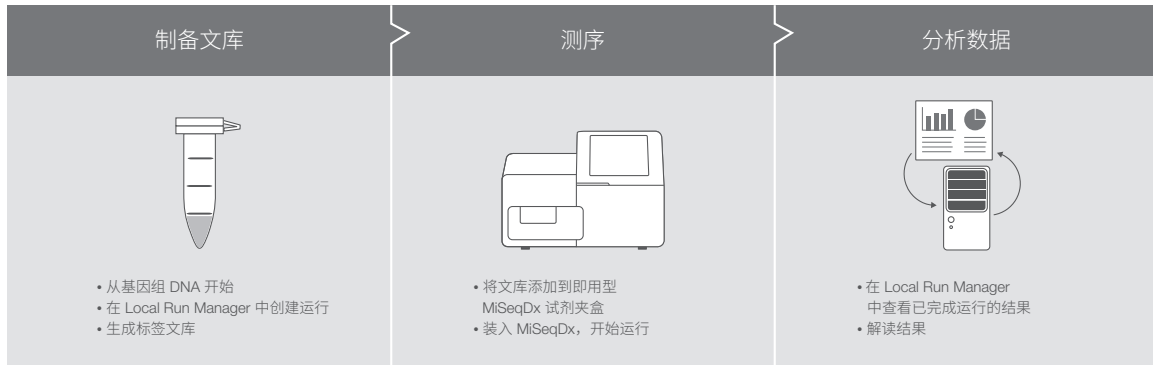 制备文库
测序
分析数据
• 从基因组 DNA 开始
• 在 Local Run Manager 中创建运行
• 生成标签文库
• 将文库添加到即用型
MiSeqDx 试剂夹盒
• 装入 MiSeqDx，开始运行
• 在 Local Run Manager
中查看已完成运行的结果
• 解读结果